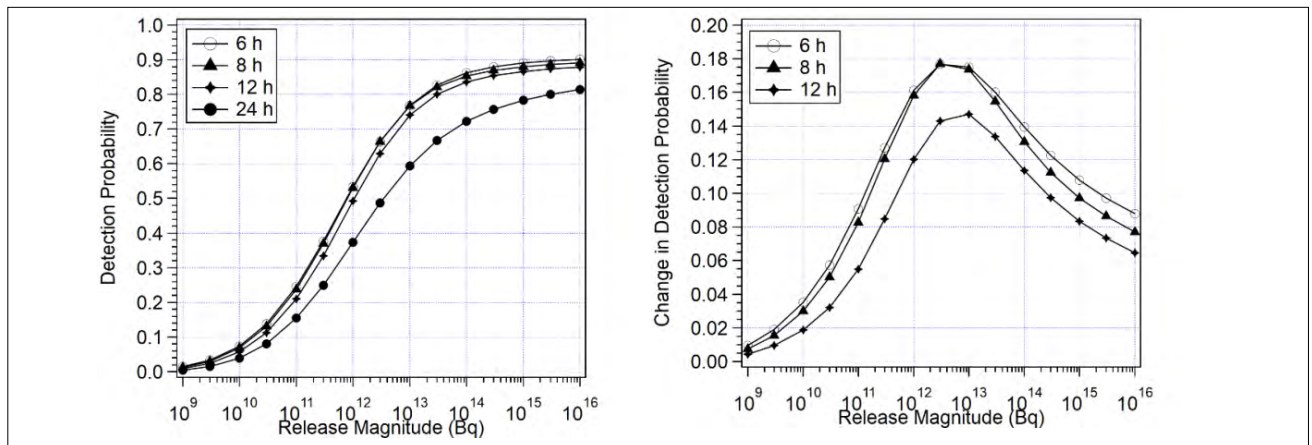 1.0
0.9
0.8
0.7
0.6
0.5
0.4
0.3
0.2
0.1
0.0
Detection Probability
6 h
8 h
12 h
24 h
10^9 10^10 10^11 10^12 10^13 10^14 10^15 10^16
Release Magnitude (Bq)
0.20
0.18
0.16
0.14
0.12
0.10
0.08
0.06
0.04
0.02
0.00
Change in Detection Probability
6 h
8 h
12 h
10^9 10^10 10^11 10^12 10^13 10^14 10^15 10^16
Release Magnitude (Bq)